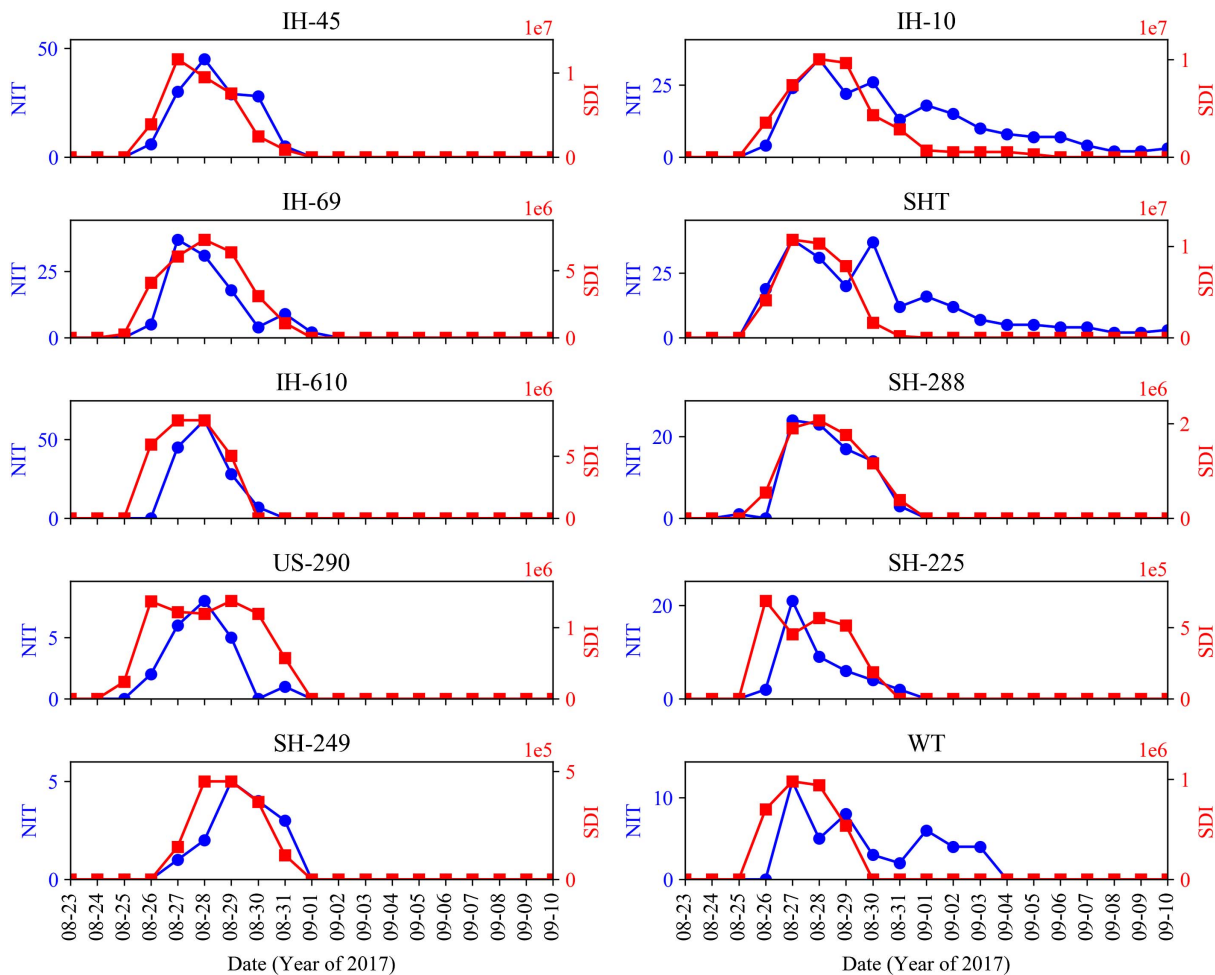 IH-45
1e7
50
0
NIT
1
0
SDI
IH-10
1e7
25
0
NIT
1
0
SDI
IH-69
1e6
25
0
NIT
5
0
SDI
SHT
1e7
25
0
NIT
1
0
SDI
IH-610
1e6
50
0
NIT
5
0
SDI
SH-288
1e6
20
0
NIT
2
1
0
SDI
US-290
1e6
5
0
NIT
1
0
SDI
SH-225
1e5
20
0
NIT
5
0
SDI
SH-249
1e5
5
0
NIT
5
0
SDI
WT
1e6
10
0
NIT
1
0
SDI
08-23
08-24
08-25
08-26
08-27
08-28
08-29
08-30
08-31
09-01
09-02
09-03
09-04
09-05
09-06
09-07
09-08
09-09
09-10
Date (Year of 2017)
08-23
08-24
08-25
08-26
08-27
08-28
08-29
08-30
08-31
09-01
09-02
09-03
09-04
09-05
09-06
09-07
09-08
09-09
09-10
Date (Year of 2017)